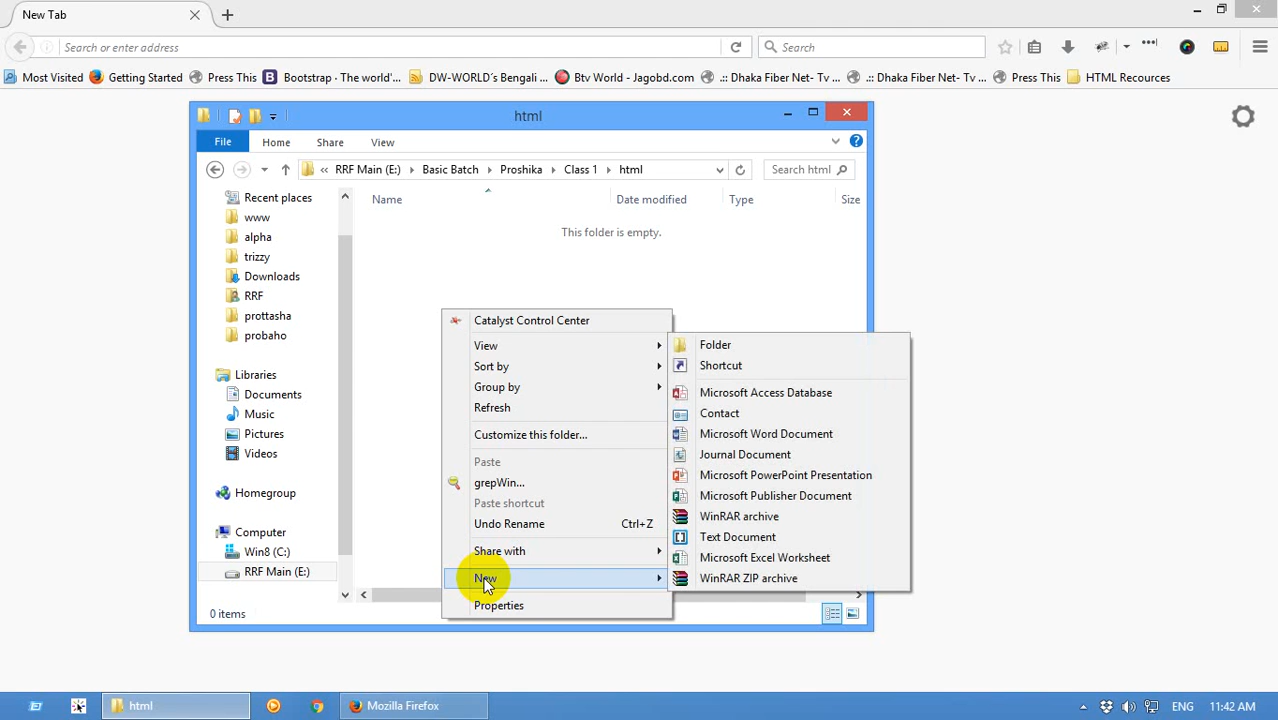 New Tab
Search or enter address
Search
Most Visited
Getting Started
Press This
Bootstrap · The world'...
DW-WORLD´s Bengali ...
Btv World - Jagobd.com
.:: Dhaka Fiber Net- Tv ...
.:: Dhaka Fiber Net- Tv ...
Press This
HTML Recources
html
File
Home
Share
View
« RRF Main (E:)
Basic Batch
Proshika
Class 1
html
Search html
Recent places
www
alpha
trizzy
Downloads
RRF
prottasha
probaho
Libraries
Documents
Music
Pictures
Videos
Homegroup
Computer
Win8 (C:)
RRF Main (E:)
Name
Date modified
Type
Size
This folder is empty.
Catalyst Control Center
View
Sort by
Group by
Refresh
Customize this folder...
Paste
grepWin...
Paste shortcut
Undo Rename Ctrl+Z
Share with
New
Properties
Folder
Shortcut
Microsoft Access Database
Contact
Microsoft Word Document
Journal Document
Microsoft PowerPoint Presentation
Microsoft Publisher Document
WinRAR archive
Text Document
Microsoft Excel Worksheet
WinRAR ZIP archive
0 items
html
Mozilla Firefox
ENG
11:42 AM